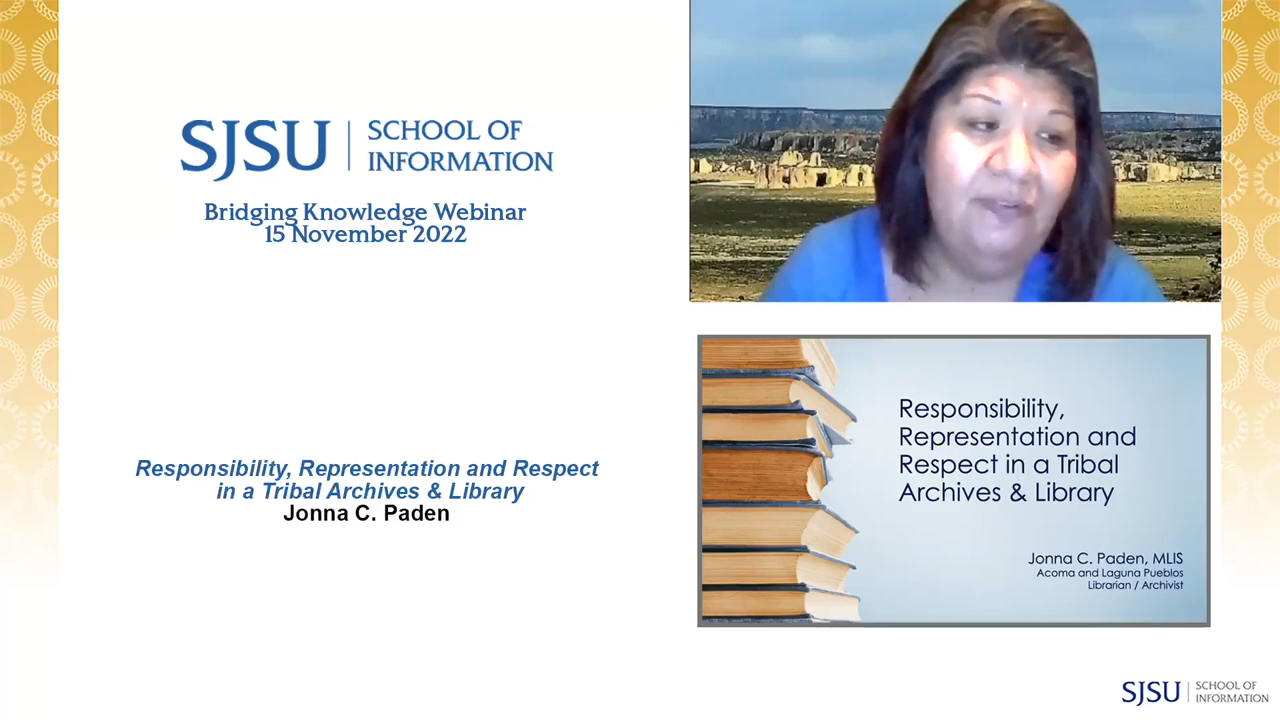 SJSU
SCHOOL OF
INFORMATION
Bridging Knowledge Webinar
15 November 2022
Responsibility, Representation and Respect
in a Tribal Archives & Library
Jonna C. Paden
Responsibility,
Representation and
Respect in a Tribal
Archives & Library
Jonna C. Paden, MLIS
Acoma and Laguna Pueblos
Librarian / Archivist
SJSU
SCHOOL OF
INFORMATION